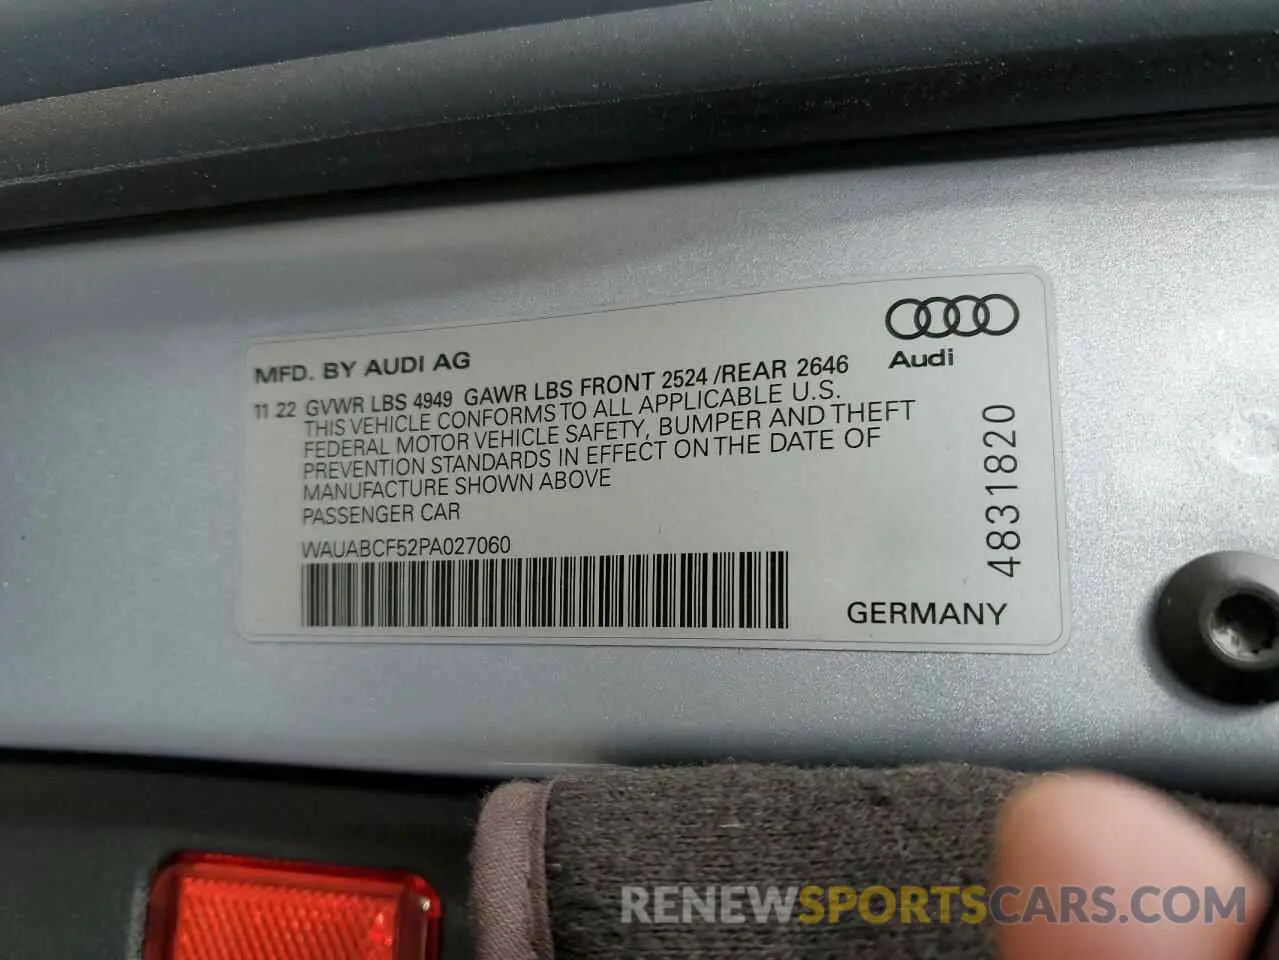 Audi
MFD. BY AUDI AG
11 22 GVWR LBS 4949 GAWR LBS FRONT 2524 /REAR 2646
THIS VEHICLE CONFORMS TO ALL APPLICABLE U.S.
FEDERAL MOTOR VEHICLE SAFETY, BUMPER AND THEFT
PREVENTION STANDARDS IN EFFECT ON THE DATE OF
MANUFACTURE SHOWN ABOVE
PASSENGER CAR
WAUABCF52PA027060
4831820
GERMANY
RENEWSPORTSCARS.COM